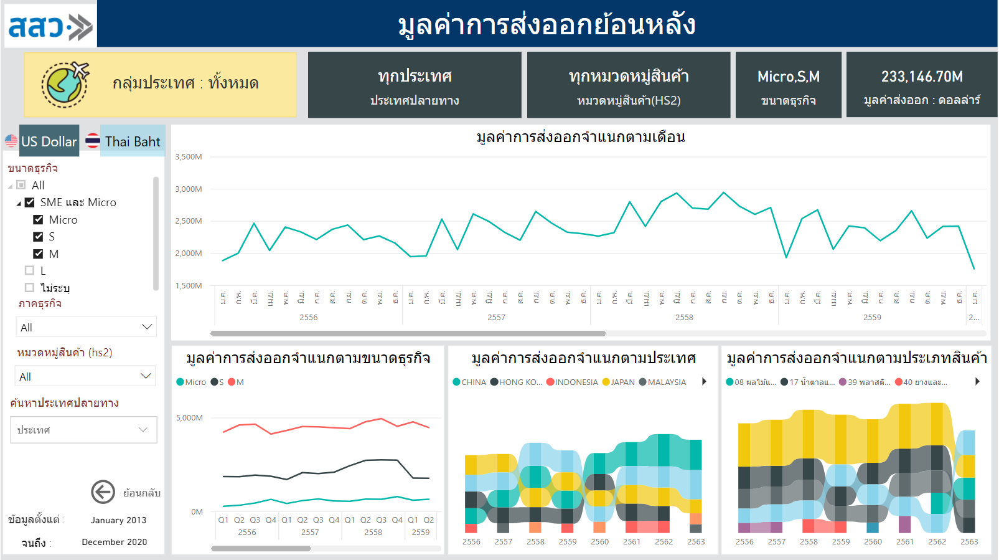 สสว
มูลค่าการส่งออกย้อนหลัง
กลุ่มประเทศ : ทั้งหมด
ทุกประเทศ
ประเทศปลายทาง
ทุกหมวดหมู่สินค้า
หมวดหมู่สินค้า(HS2)
Micro,S,M
ขนาดธุรกิจ
233,146.70M
มูลค่าส่งออก : ดอลล่าร์
US Dollar
Thai Baht
ขนาดธุรกิจ
All
SME และ Micro
Micro
S
M
L
ไม่ระบุ
ภาคธุรกิจ
All
หมวดหมู่สินค้า (hs2)
All
ค้นหาประเทศปลายทาง
ประเทศ
ย้อนกลับ
ข้อมูลตั้งแต่ : January 2013
จนถึง : December 2020
มูลค่าการส่งออกจำแนกตามเดือน
3,500M
3,000M
2,500M
2,000M
1,500M
ม.ค. ก.พ. มี.ค. เม.ย. พ.ค. มิ.ย. ก.ค. ส.ค. ก.ย. ต.ค. พ.ย. ธ.ค. ม.ค. ก.พ. มี.ค. เม.ย. พ.ค. มิ.ย. ก.ค. ส.ค. ก.ย. ต.ค. พ.ย. ธ.ค. ม.ค. ก.พ. มี.ค. เม.ย. พ.ค. มิ.ย. ก.ค. ส.ค. ก.ย. ต.ค. พ.ย. ธ.ค. ม.ค. ก.พ. มี.ค. เม.ย. พ.ค. มิ.ย. ก.ค. ส.ค. ก.ย. ต.ค. พ.ย. ธ.ค. ม.ค.
2556 2557 2558 2559 2...
มูลค่าการส่งออกจำแนกตามขนาดธุรกิจ
Micro S M
5,000M
0M
Q1 Q2 Q3 Q4 Q1 Q2 Q3 Q4 Q1 Q2 Q3 Q4 Q1 Q2
2556 2557 2558 2559
มูลค่าการส่งออกจำแนกตามประเทศ
CHINA HONG KO... INDONESIA JAPAN MALAYSIA
2556 2557 2558 2559 2560 2561 2562 2563
มูลค่าการส่งออกจำแนกตามประเภทสินค้า
08 ผลไม้แ... 17 น้ำตาลแ... 39 พลาสติ... 40 ยางและ...
2556 2557 2558 2559 2560 2561 2562 2563